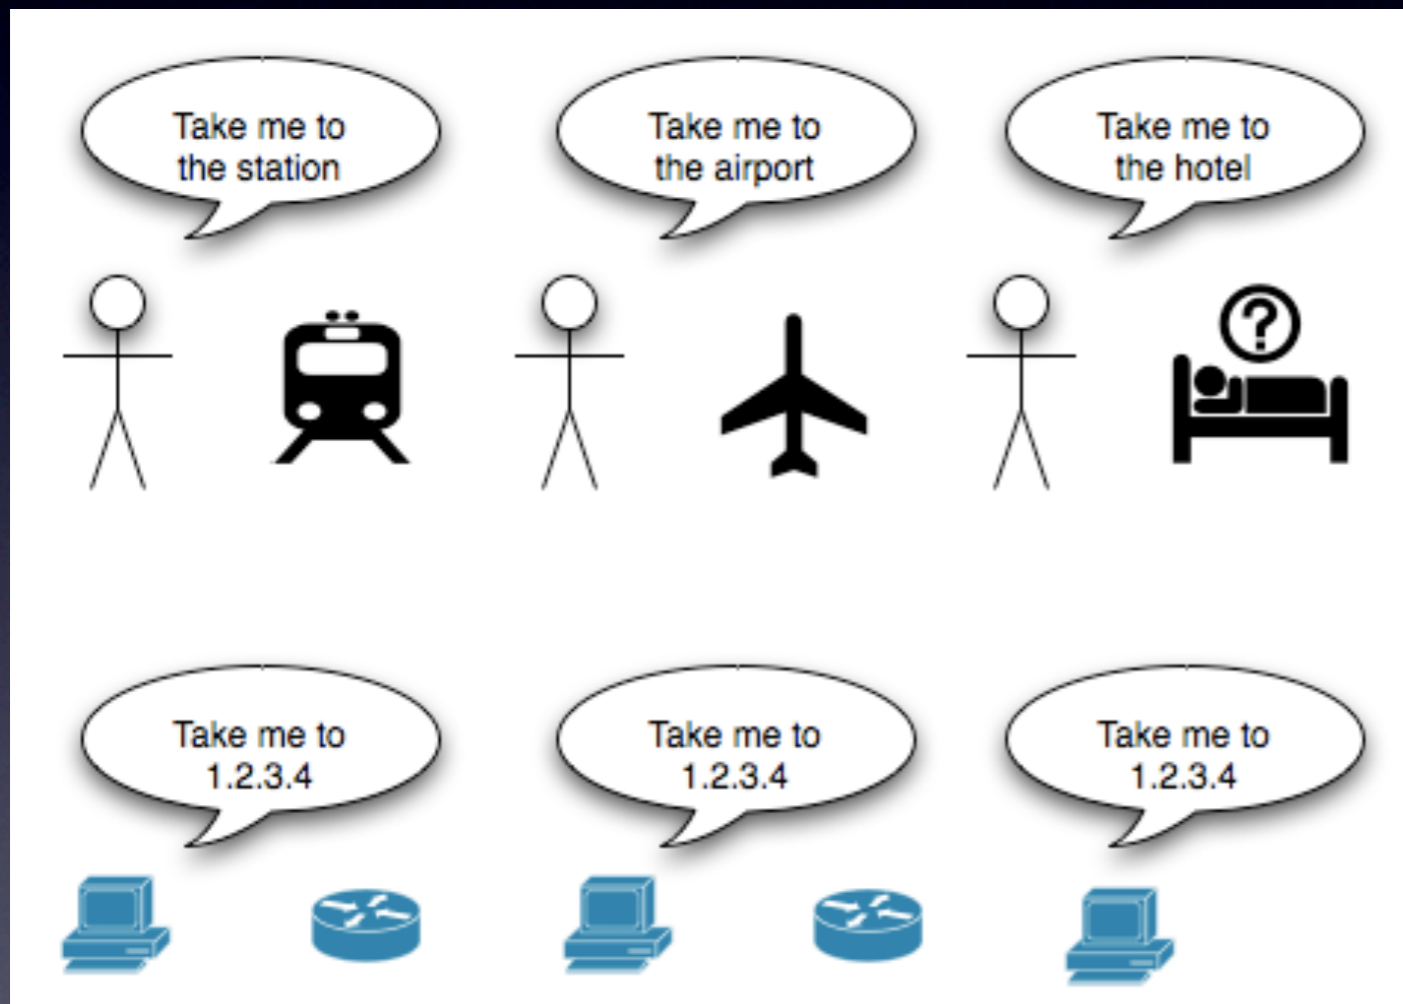 Take me to
the station
Take me to
the airport
Take me to
the hotel
?
Take me to
1.2.3.4
Take me to
1.2.3.4
Take me to
1.2.3.4